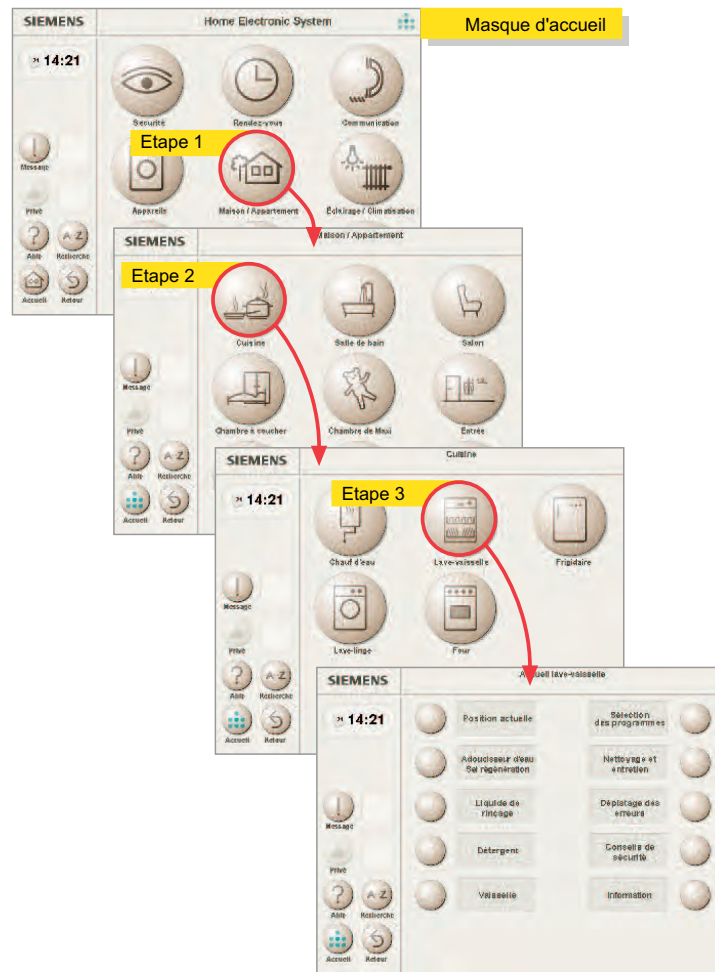 SIEMENS
Home Electronic System
Masque d'accueil
14:21
Sécurité
Rendez-vous
Communication
Etape 1
Message
Appareils
Maison / Appartement
Éclairage / Climatisation
Privé
?
A-Z
Aide
Recherche
Accueil
Retour
SIEMENS
Maison / Appartement
Etape 2
Cuisine
Salle de bain
Salon
Message
Chambre à coucher
Chambre de Maxi
Entrée
?
A-Z
Aide
Recherche
Accueil
Retour
SIEMENS
Cuisine
14:21
Etape 3
Chauf d'eau
Lave-vaisselle
Frigidaire
Message
Lave-linge
Four
Privé
?
A-Z
Aide
Recherche
Accueil
Retour
SIEMENS
Accueil lave-vaisselle
14:21
Position actuelle
Sélection
des programmes
Adoucisseur d'eau
Sel régénération
Nettoyage et
entretien
Liquide de
rinçage
Dépistage des
erreurs
Message
Détergent
Conseils de
sécurité
Privé
Vaisselle
Information
?
A-Z
Aide
Recherche
Accueil
Retour